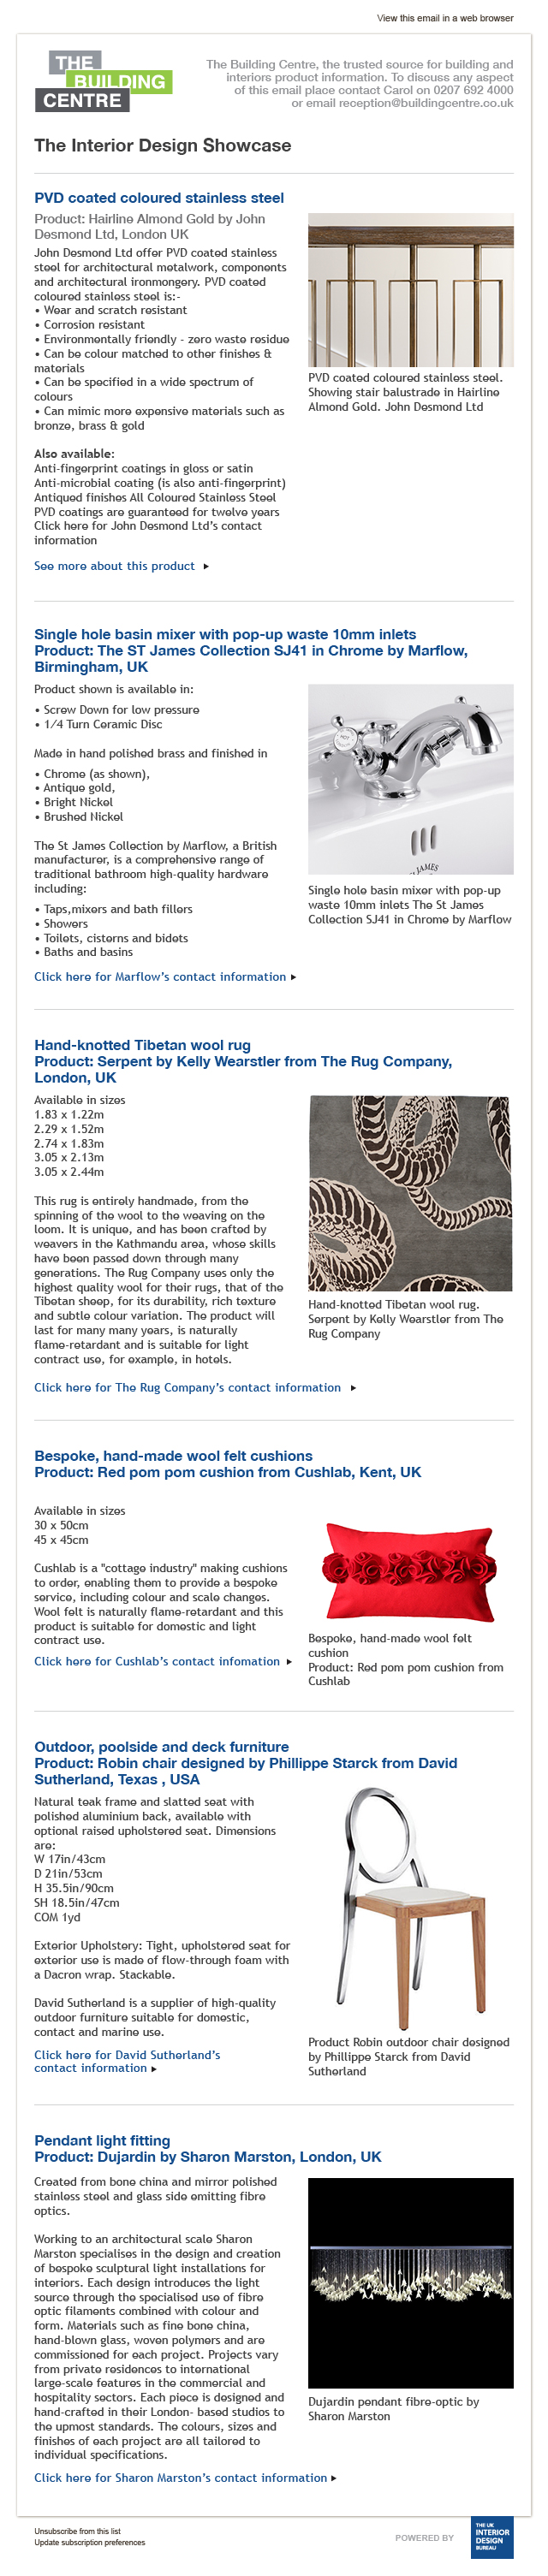 View this email in a web browser
THE
BUILDING
CENTRE
The Building Centre, the trusted source for building and
interiors product information. To discuss any aspect
of this email place contact Carol on 0207 692 4000
or email reception@buildingcentre.co.uk
The Interior Design Showcase
PVD coated coloured stainless steel
Product: Hairline Almond Gold by John
Desmond Ltd, London UK
John Desmond Ltd offer PVD coated stainless
steel for architectural metalwork, components
and architectural ironmongery. PVD coated
coloured stainless steel is:-
• Wear and scratch resistant
• Corrosion resistant
• Environmentally friendly - zero waste residue
• Can be colour matched to other finishes &
materials
• Can be specified in a wide spectrum of
colours
• Can mimic more expensive materials such as
bronze, brass & gold
Also available:
Anti-fingerprint coatings in gloss or satin
Anti-microbial coating (is also anti-fingerprint)
Antiqued finishes All Coloured Stainless Steel
PVD coatings are guaranteed for twelve years
Click here for John Desmond Ltd's contact
information
See more about this product
PVD coated coloured stainless steel.
Showing stair balustrade in Hairline
Almond Gold. John Desmond Ltd
Single hole basin mixer with pop-up waste 10mm inlets
Product: The ST James Collection SJ41 in Chrome by Marflow,
Birmingham, UK
Product shown is available in:
• Screw Down for low pressure
• 1/4 Turn Ceramic Disc
Made in hand polished brass and finished in
• Chrome (as shown),
• Antique gold,
• Bright Nickel
• Brushed Nickel
The St James Collection by Marflow, a British
manufacturer, is a comprehensive range of
traditional bathroom high-quality hardware
including:
• Taps,mixers and bath fillers
• Showers
• Toilets, cisterns and bidets
• Baths and basins
Click here for Marflow's contact information
HOT
ST JAMES
Single hole basin mixer with pop-up
waste 10mm inlets The St James
Collection SJ41 in Chrome by Marflow
Hand-knotted Tibetan wool rug
Product: Serpent by Kelly Wearstler from The Rug Company,
London, UK
Available in sizes
1.83 x 1.22m
2.29 x 1.52m
2.74 x 1.83m
3.05 x 2.13m
3.05 x 2.44m
This rug is entirely handmade, from the
spinning of the wool to the weaving on the
loom. It is unique, and has been crafted by
weavers in the Kathmandu area, whose skills
have been passed down through many
generations. The Rug Company uses only the
highest quality wool for their rugs, that of the
Tibetan sheep, for its durability, rich texture
and subtle colour variation. The product will
last for many many years, is naturally
flame-retardant and is suitable for light
contract use, for example, in hotels.
Click here for The Rug Company's contact information
Hand-knotted Tibetan wool rug.
Serpent by Kelly Wearstler from The
Rug Company
Bespoke, hand-made wool felt cushions
Product: Red pom pom cushion from Cushlab, Kent, UK
Available in sizes
30 x 50cm
45 x 45cm
Cushlab is a "cottage industry" making cushions
to order, enabling them to provide a bespoke
service, including colour and scale changes.
Wool felt is naturally flame-retardant and this
product is suitable for domestic and light
contract use.
Click here for Cushlab's contact infomation
Bespoke, hand-made wool felt
cushion
Product: Red pom pom cushion from
Cushlab
Outdoor, poolside and deck furniture
Product: Robin chair designed by Phillippe Starck from David
Sutherland, Texas , USA
Natural teak frame and slatted seat with
polished aluminium back, available with
optional raised upholstered seat. Dimensions
are:
W 17in/43cm
D 21in/53cm
H 35.5in/90cm
SH 18.5in/47cm
COM 1yd
Exterior Upholstery: Tight, upholstered seat for
exterior use is made of flow-through foam with
a Dacron wrap. Stackable.
David Sutherland is a supplier of high-quality
outdoor furniture suitable for domestic,
contact and marine use.
Click here for David Sutherland's
contact information
Product Robin outdoor chair designed
by Phillippe Starck from David
Sutherland
Pendant light fitting
Product: Dujardin by Sharon Marston, London, UK
Created from bone china and mirror polished
stainless steel and glass side emitting fibre
optics.
Working to an architectural scale Sharon
Marston specialises in the design and creation
of bespoke sculptural light installations for
interiors. Each design introduces the light
source through the specialised use of fibre
optic filaments combined with colour and
form. Materials such as fine bone china,
hand-blown glass, woven polymers and are
commissioned for each project. Projects vary
from private residences to international
large-scale features in the commercial and
hospitality sectors. Each piece is designed and
hand-crafted in their London- based studios to
the upmost standards. The colours, sizes and
finishes of each project are all tailored to
individual specifications.
Click here for Sharon Marston's contact information
Dujardin pendant fibre-optic by
Sharon Marston
Unsubscribe from this list
Update subscription preferences
POWERED BY
THE UK
INTERIOR
DESIGN
BUREAU